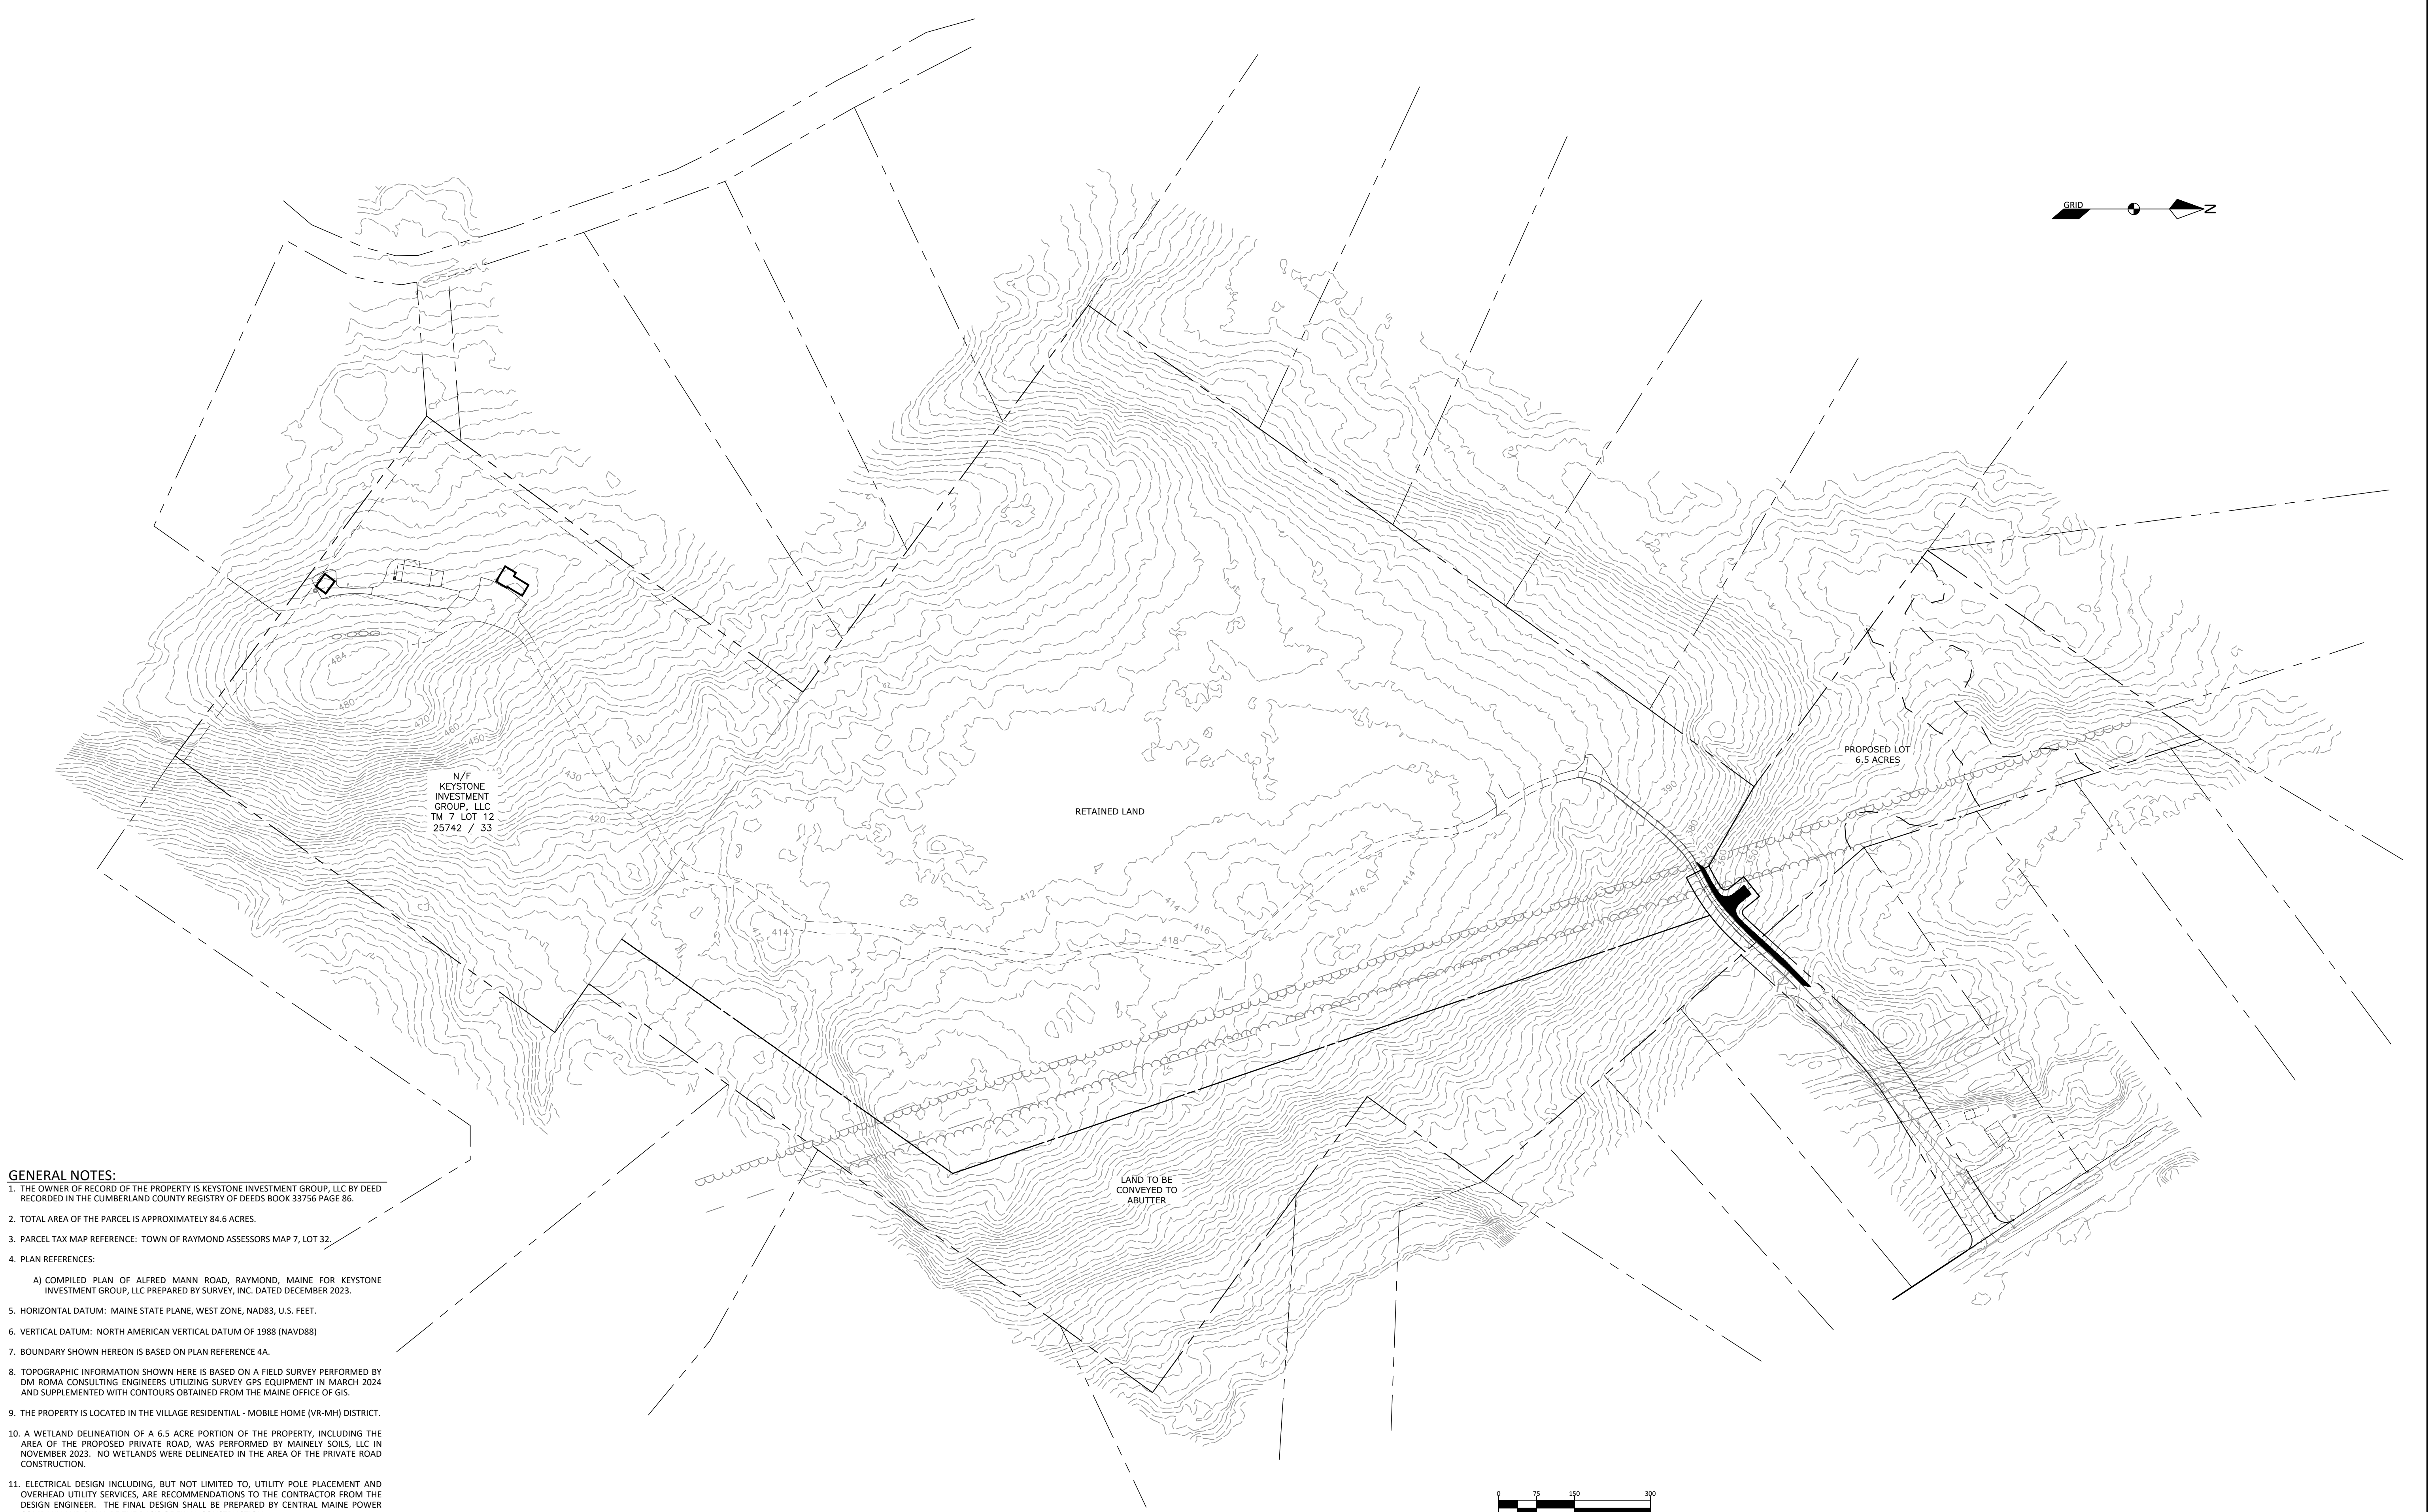 GRID
N
484
480
470
460
450
430
420
N/F
KEYSTONE
INVESTMENT
GROUP, LLC
TM 7 LOT 12
25742 / 33
PROPOSED LOT
6.5 ACRES
RETAINED LAND
390
380
412
414
416
414
416
418
412
414
LAND TO BE
CONVEYED TO
ABUTTER
GENERAL NOTES:
1. THE OWNER OF RECORD OF THE PROPERTY IS KEYSTONE INVESTMENT GROUP, LLC BY DEED
RECORDED IN THE CUMBERLAND COUNTY REGISTRY OF DEEDS BOOK 33756 PAGE 86.
2. TOTAL AREA OF THE PARCEL IS APPROXIMATELY 84.6 ACRES.
3. PARCEL TAX MAP REFERENCE: TOWN OF RAYMOND ASSESSORS MAP 7, LOT 32.
4. PLAN REFERENCES:
A) COMPILED PLAN OF ALFRED MANN ROAD, RAYMOND, MAINE FOR KEYSTONE
INVESTMENT GROUP, LLC PREPARED BY SURVEY, INC. DATED DECEMBER 2023.
5. HORIZONTAL DATUM: MAINE STATE PLANE, WEST ZONE, NAD83, U.S. FEET.
6. VERTICAL DATUM: NORTH AMERICAN VERTICAL DATUM OF 1988 (NAVD88)
7. BOUNDARY SHOWN HEREON IS BASED ON PLAN REFERENCE 4A.
8. TOPOGRAPHIC INFORMATION SHOWN HERE IS BASED ON A FIELD SURVEY PERFORMED BY
DM ROMA CONSULTING ENGINEERS UTILIZING SURVEY GPS EQUIPMENT IN MARCH 2024
AND SUPPLEMENTED WITH CONTOURS OBTAINED FROM THE MAINE OFFICE OF GIS.
9. THE PROPERTY IS LOCATED IN THE VILLAGE RESIDENTIAL - MOBILE HOME (VR-MH) DISTRICT.
10. A WETLAND DELINEATION OF A 6.5 ACRE PORTION OF THE PROPERTY, INCLUDING THE
AREA OF THE PROPOSED PRIVATE ROAD, WAS PERFORMED BY MAINELY SOILS, LLC IN
NOVEMBER 2023. NO WETLANDS WERE DELINEATED IN THE AREA OF THE PRIVATE ROAD
CONSTRUCTION.
11. ELECTRICAL DESIGN INCLUDING, BUT NOT LIMITED TO, UTILITY POLE PLACEMENT AND
OVERHEAD UTILITY SERVICES, ARE RECOMMENDATIONS TO THE CONTRACTOR FROM THE
DESIGN ENGINEER. THE FINAL DESIGN SHALL BE PREPARED BY CENTRAL MAINE POWER
0 75 150 300